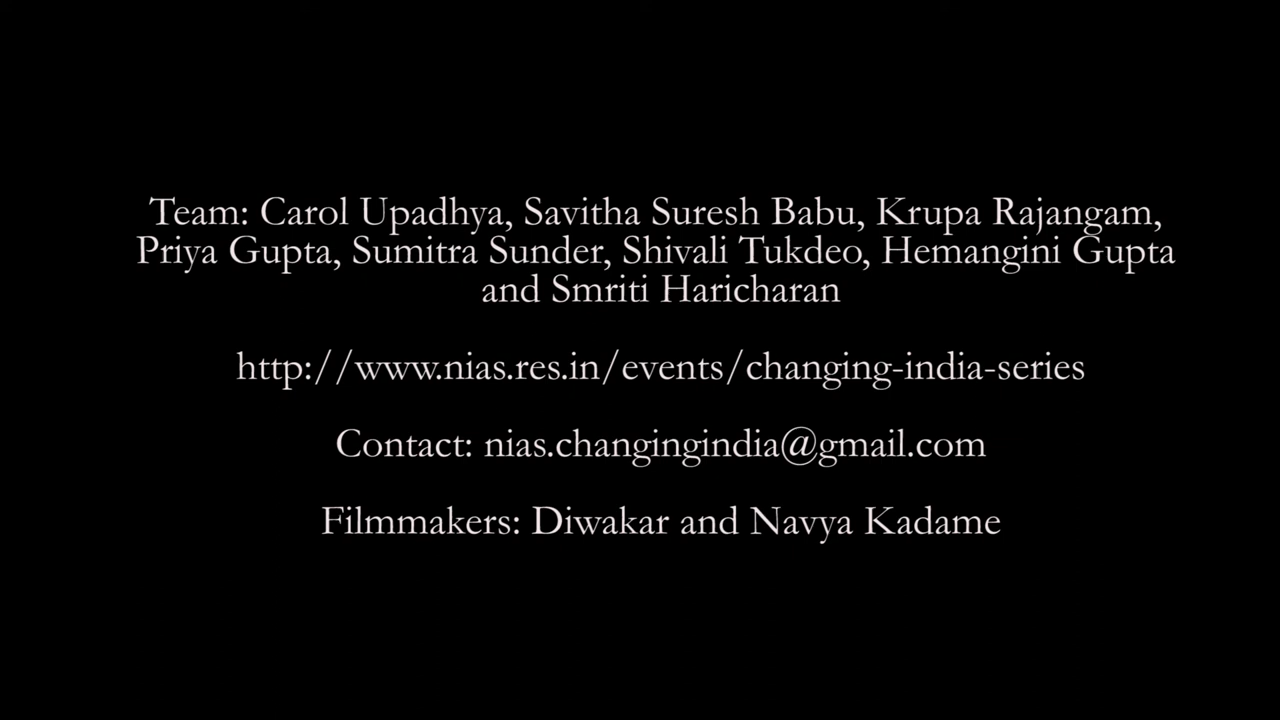 Team: Carol Upadhya, Savitha Suresh Babu, Krupa Rajangam,
Priya Gupta, Sumitra Sunder, Shivali Tukdeo, Hemangini Gupta
and Smriti Haricharan
http://www.nias.res.in/events/changing-india-series
Contact: nias.changingindia@gmail.com
Filmmakers: Diwakar and Navya Kadame